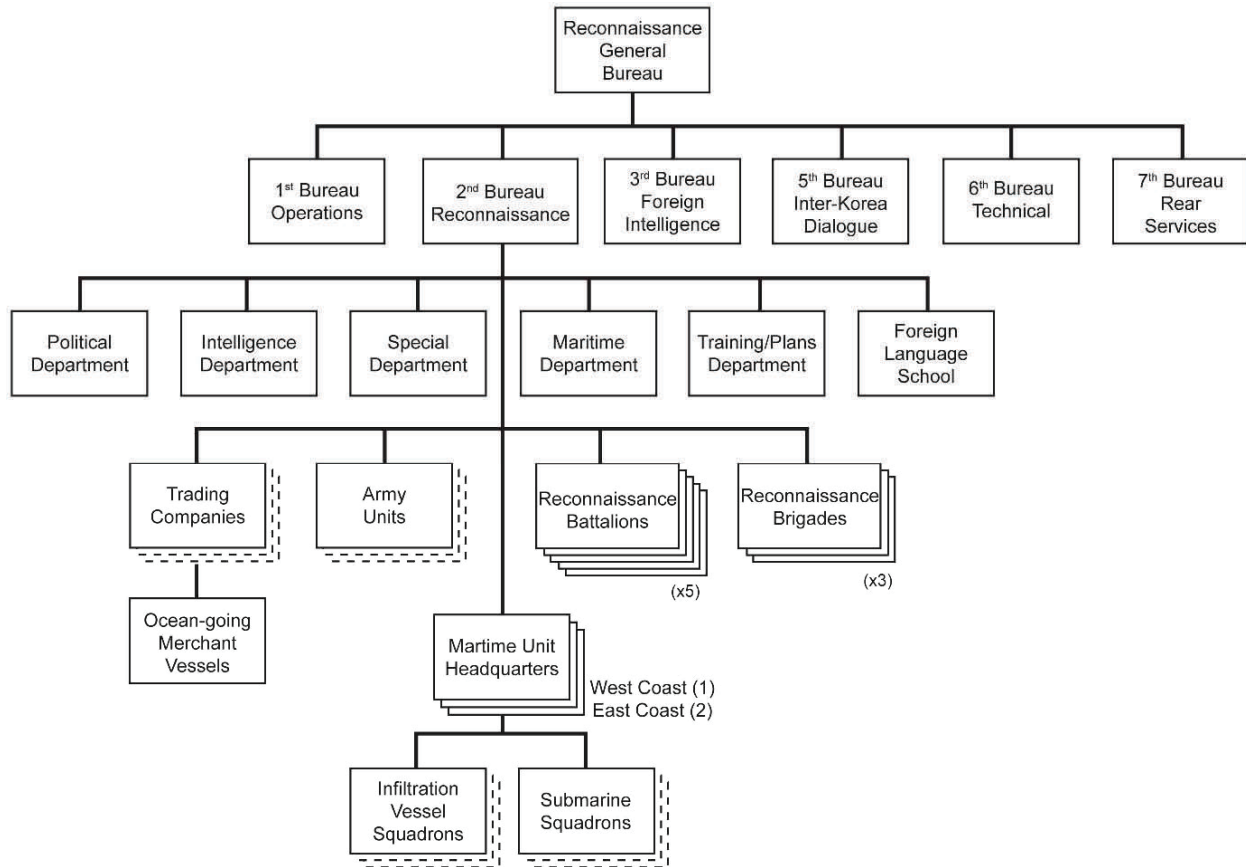 Reconnaissance
General
Bureau
1st Bureau
Operations
2nd Bureau
Reconnaissance
3rd Bureau
Foreign
Intelligence
5th Bureau
Inter-Korea
Dialogue
6th Bureau
Technical
7th Bureau
Rear
Services
Political
Department
Intelligence
Department
Special
Department
Maritime
Department
Training/Plans
Department
Foreign
Language
School
Trading
Companies
Army
Units
Reconnaissance
Battalions
(x5)
Reconnaissance
Brigades
(x3)
Ocean-going
Merchant
Vessels
Martime Unit
Headquarters
West Coast (1)
East Coast (2)
Infiltration
Vessel
Squadrons
Submarine
Squadrons